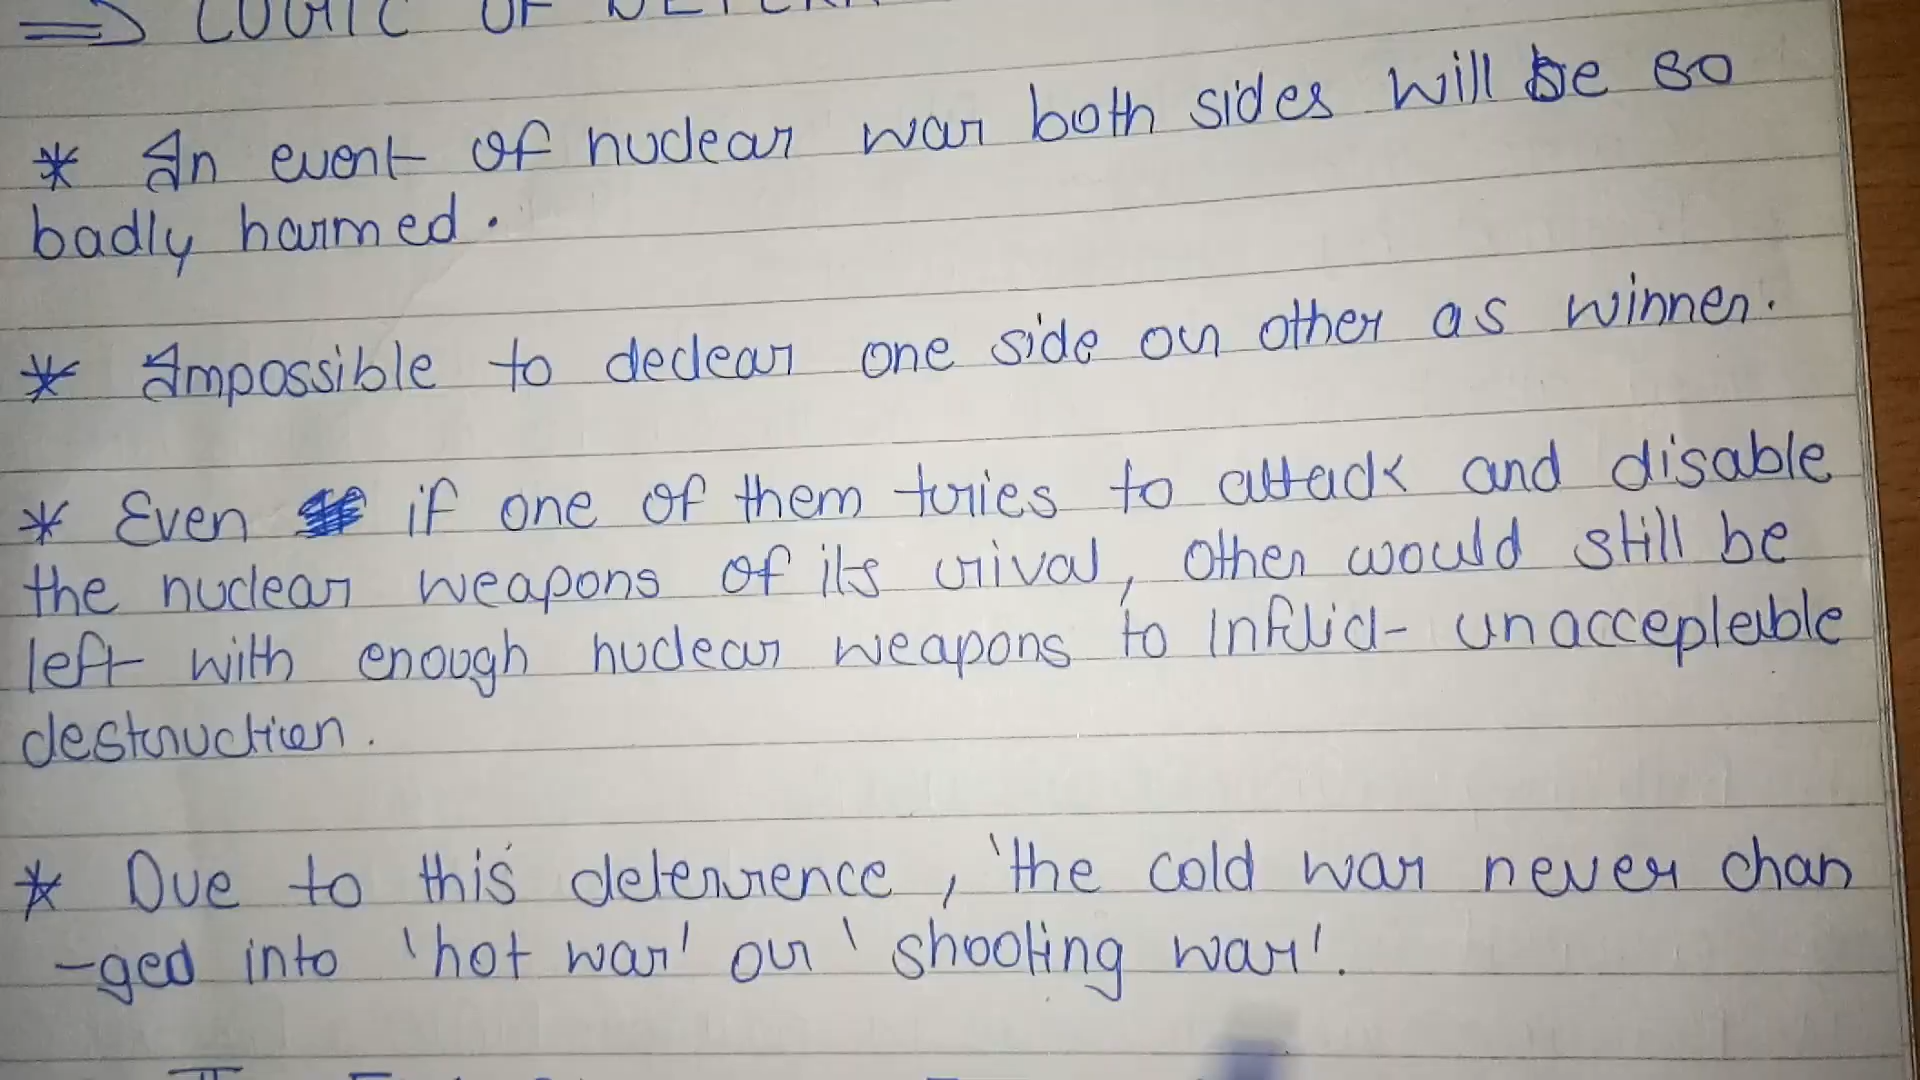 ⇒ LOGIC OF
* In event of nuclear war both sides will be so
badly harmed.
* Impossible to declear one side or other as winner.
* Even if one of them tries to attack and disable
the nuclear weapons of its rival, other would still be
left with enough nuclear weapons to Inflict unacceptable
destruction.
* Due to this deterrence, 'the cold war never chan
-ged into 'hot war' or 'shooting war'.